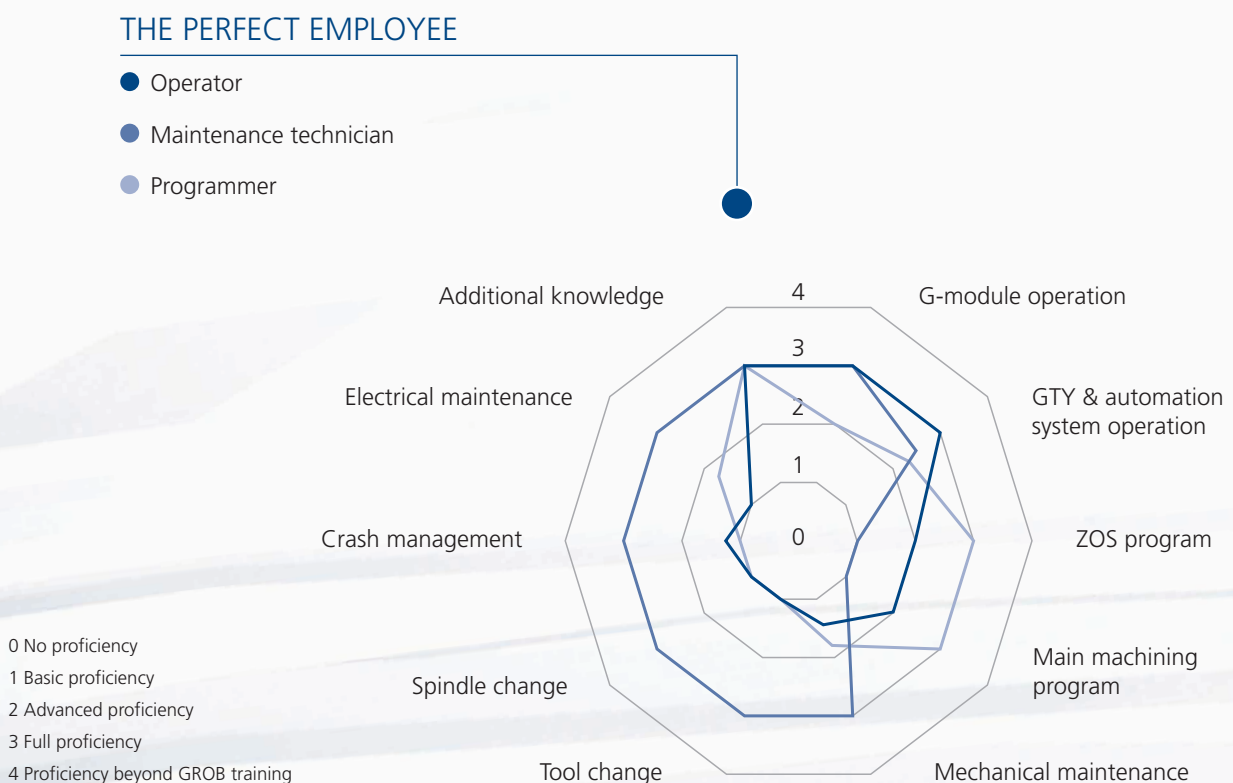 THE PERFECT EMPLOYEE
Operator
Maintenance technician
Programmer
Additional knowledge
4
G-module operation
3
Electrical maintenance
2
GTY & automation
system operation
1
Crash management
0
ZOS program
0 No proficiency
1 Basic proficiency
2 Advanced proficiency
3 Full proficiency
4 Proficiency beyond GROB training
Spindle change
Main machining
program
Tool change
Mechanical maintenance